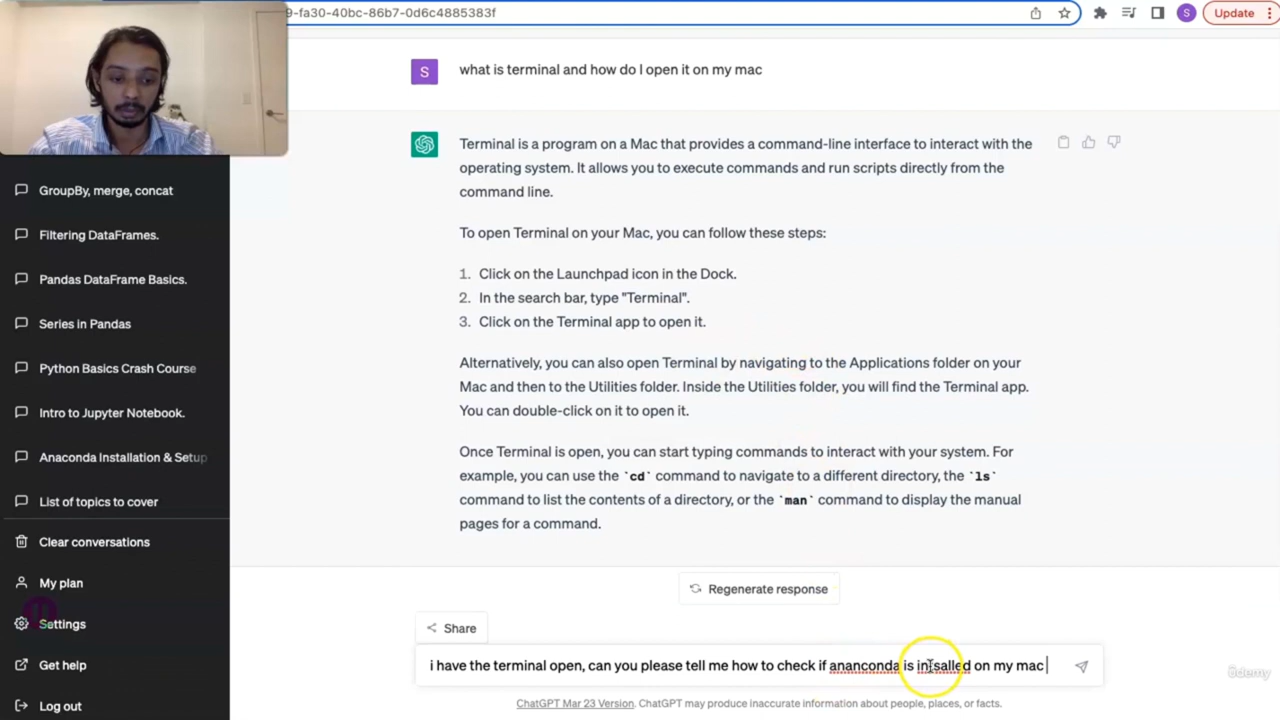 9-fa30-40bc-86b7-0d6c4885383f
S
Update
S
what is terminal and how do I open it on my mac
Terminal is a program on a Mac that provides a command-line interface to interact with the
operating system. It allows you to execute commands and run scripts directly from the
command line.
To open Terminal on your Mac, you can follow these steps:
1. Click on the Launchpad icon in the Dock.
2. In the search bar, type "Terminal".
3. Click on the Terminal app to open it.
Alternatively, you can also open Terminal by navigating to the Applications folder on your
Mac and then to the Utilities folder. Inside the Utilities folder, you will find the Terminal app.
You can double-click on it to open it.
Once Terminal is open, you can start typing commands to interact with your system. For
example, you can use the `cd` command to navigate to a different directory, the `ls`
command to list the contents of a directory, or the `man` command to display the manual
pages for a command.
GroupBy, merge, concat
Filtering DataFrames.
Pandas DataFrame Basics.
Series in Pandas
Python Basics Crash Course
Intro to Jupyter Notebook.
Anaconda Installation & Setup
List of topics to cover
Clear conversations
My plan
Settings
Get help
Log out
Regenerate response
Share
i have the terminal open, can you please tell me how to check if ananconda is intsalled on my mac
ChatGPT Mar 23 Version. ChatGPT may produce inaccurate information about people, places, or facts.
ûdemy